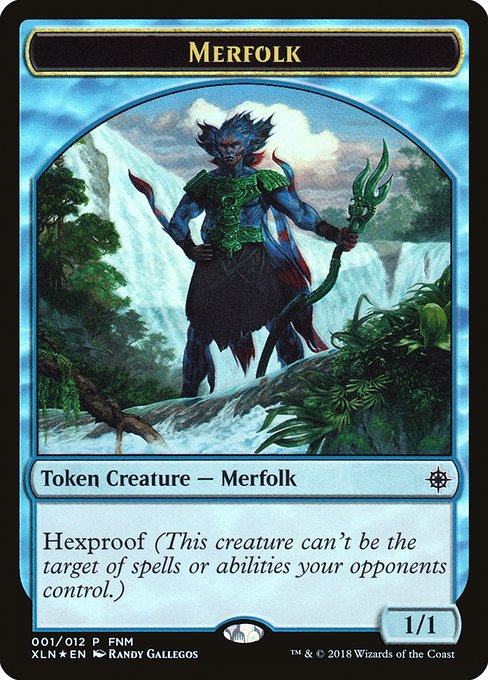 Merfolk
Token Creature — Merfolk
Hexproof (This creature can't be the
target of spells or abilities your opponents
control.)
1/1
001/012 P FNM
XLN★EN Randy Gallegos
™ & © 2018 Wizards of the Coast